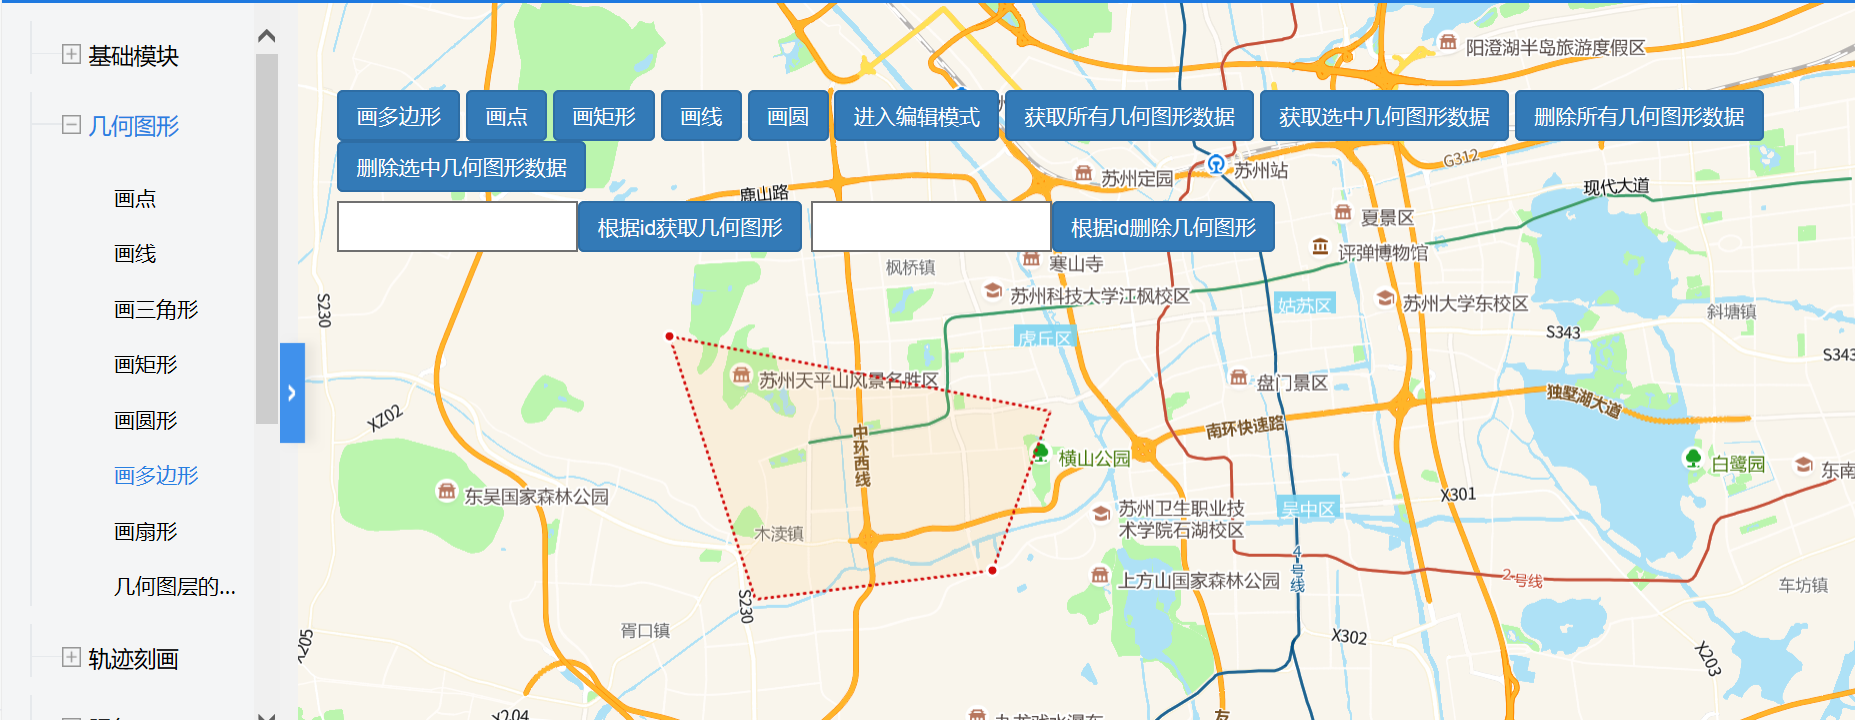 基础模块
几何图形
画点
画线
画三角形
画矩形
画圆形
画多边形
画扇形
几何图层的...
轨迹刻画
画多边形 画点 画矩形 画线 画圆 进入编辑模式 获取所有几何图形数据 获取选中几何图形数据 删除所有几何图形数据
删除选中几何图形数据
根据id获取几何图形 根据id删除几何图形
阳澄湖半岛旅游度假区
G312
苏州定园
苏州站
鹿山路
现代大道
夏景区
评弹博物馆
枫桥镇
寒山寺
苏州科技大学江枫校区
姑苏区
苏州大学东校区
斜塘镇
S230
虎丘区
S343
S343
苏州天平山风景名胜区
盘门景区
独墅湖大道
XZ02
南环快速路
中环西线
横山公园
白鹭园
东南
东吴国家森林公园
X301
苏州卫生职业技
术学院石湖校区
吴中区
木渎镇
4号线
上方山国家森林公园
2号线
车坊镇
S230
胥口镇
X205
X302
X203
X204
友